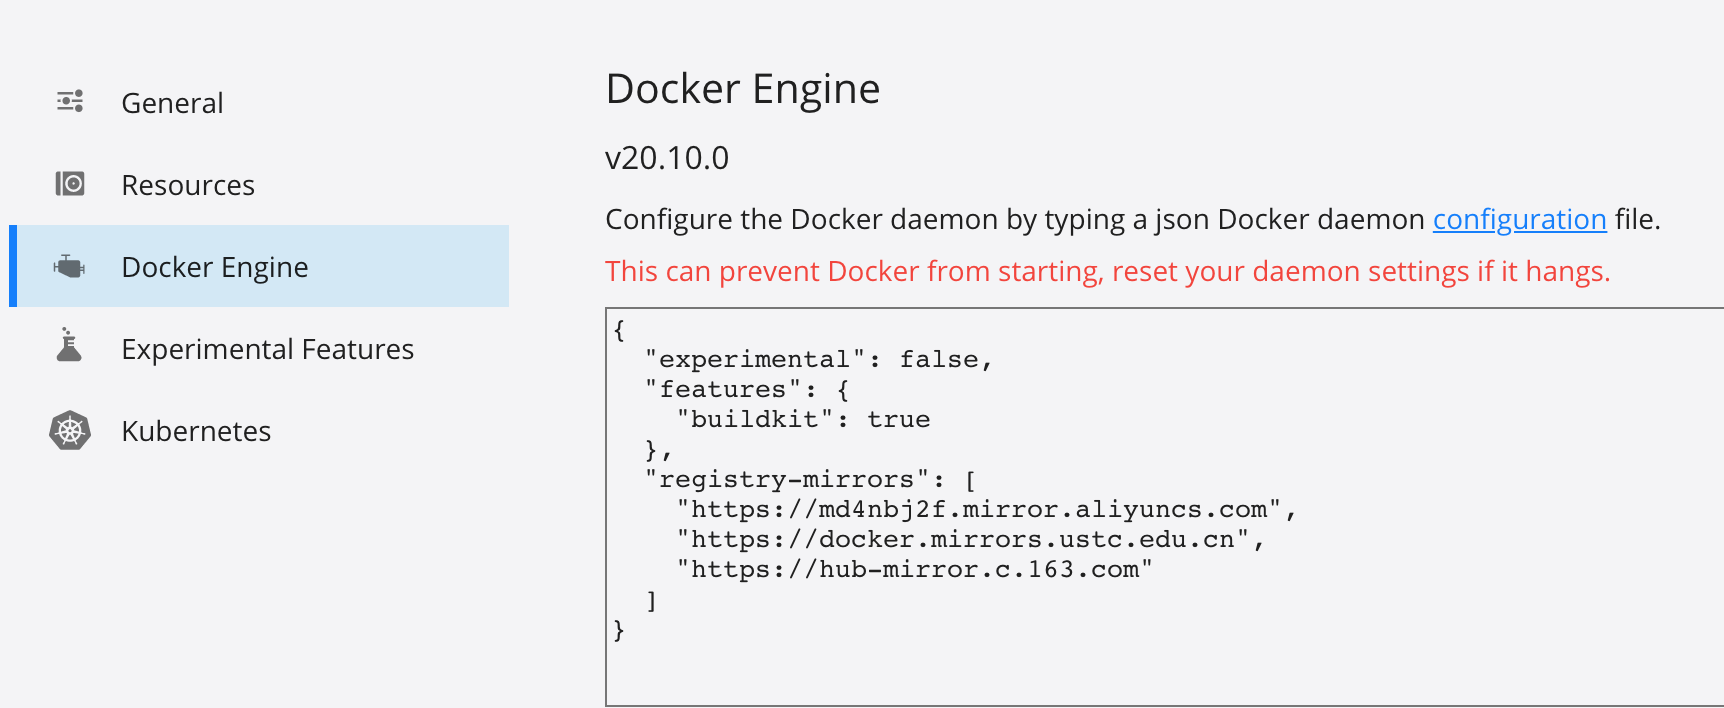 General
Resources
Docker Engine
Experimental Features
Kubernetes
Docker Engine
v20.10.0
Configure the Docker daemon by typing a json Docker daemon configuration file.
This can prevent Docker from starting, reset your daemon settings if it hangs.
{
  "experimental": false,
  "features": {
    "buildkit": true
  },
  "registry-mirrors": [
    "https://md4nbj2f.mirror.aliyuncs.com",
    "https://docker.mirrors.ustc.edu.cn",
    "https://hub-mirror.c.163.com"
  ]
}